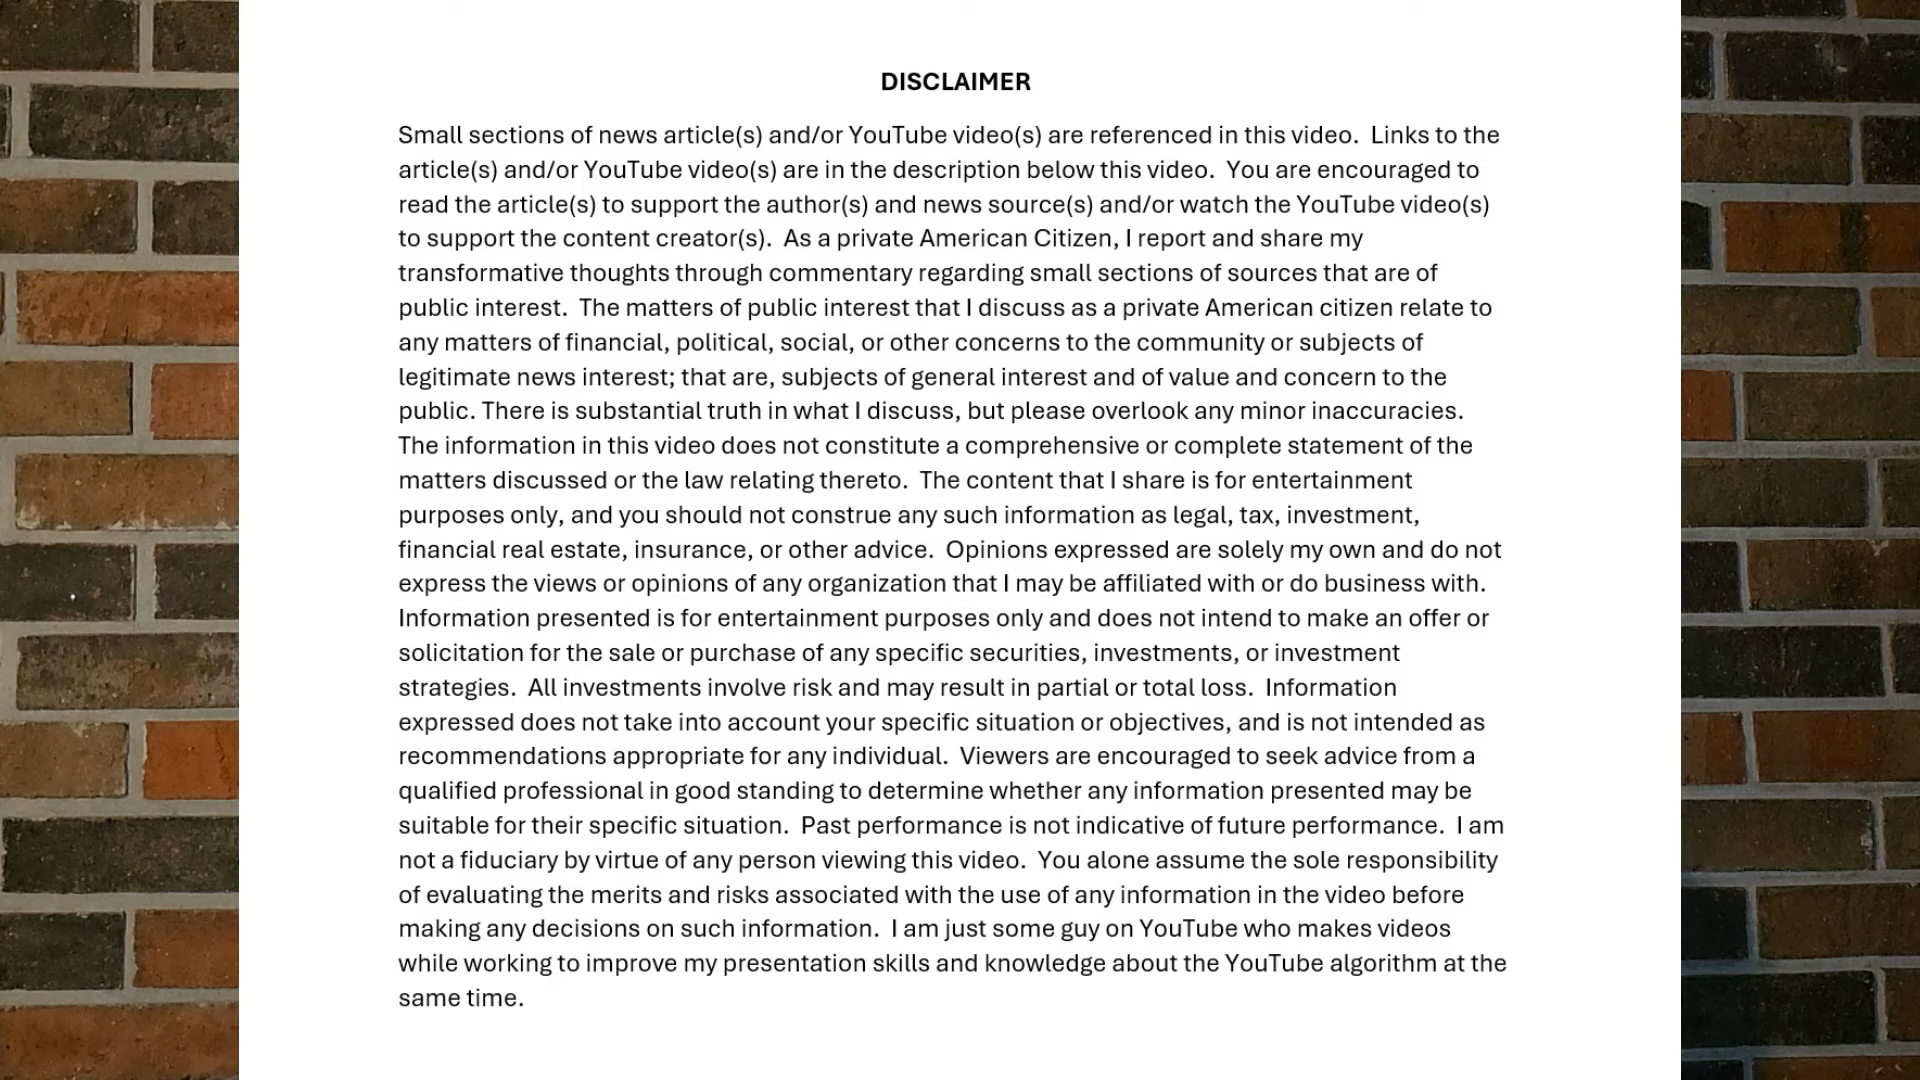 DISCLAIMER
Small sections of news article(s) and/or YouTube video(s) are referenced in this video.  Links to the
article(s) and/or YouTube video(s) are in the description below this video.  You are encouraged to
read the article(s) to support the author(s) and news source(s) and/or watch the YouTube video(s)
to support the content creator(s).  As a private American Citizen, I report and share my
transformative thoughts through commentary regarding small sections of sources that are of
public interest.  The matters of public interest that I discuss as a private American citizen relate to
any matters of financial, political, social, or other concerns to the community or subjects of
legitimate news interest; that are, subjects of general interest and of value and concern to the
public. There is substantial truth in what I discuss, but please overlook any minor inaccuracies.
The information in this video does not constitute a comprehensive or complete statement of the
matters discussed or the law relating thereto.  The content that I share is for entertainment
purposes only, and you should not construe any such information as legal, tax, investment,
financial real estate, insurance, or other advice.  Opinions expressed are solely my own and do not
express the views or opinions of any organization that I may be affiliated with or do business with.
Information presented is for entertainment purposes only and does not intend to make an offer or
solicitation for the sale or purchase of any specific securities, investments, or investment
strategies.  All investments involve risk and may result in partial or total loss.  Information
expressed does not take into account your specific situation or objectives, and is not intended as
recommendations appropriate for any individual.  Viewers are encouraged to seek advice from a
qualified professional in good standing to determine whether any information presented may be
suitable for their specific situation.  Past performance is not indicative of future performance.  I am
not a fiduciary by virtue of any person viewing this video.  You alone assume the sole responsibility
of evaluating the merits and risks associated with the use of any information in the video before
making any decisions on such information.  I am just some guy on YouTube who makes videos
while working to improve my presentation skills and knowledge about the YouTube algorithm at the
same time.